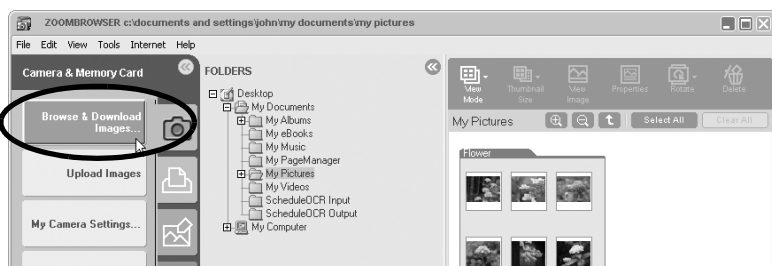 ZOOMBROWSER c:\documents and settings\john\my documents\my pictures
File Edit View Tools Internet Help
Camera & Memory Card
Browse & Download
Images...
Upload Images
My Camera Settings...
FOLDERS
Desktop
My Documents
My Albums
My eBooks
My Music
My PageManager
My Pictures
My Videos
ScheduleOCR Input
ScheduleOCR Output
My Computer
View
Mode
Thumbnail
Size
View
Image
Properties
Rotate
Delete
My Pictures
Select All
Clear All
Flower